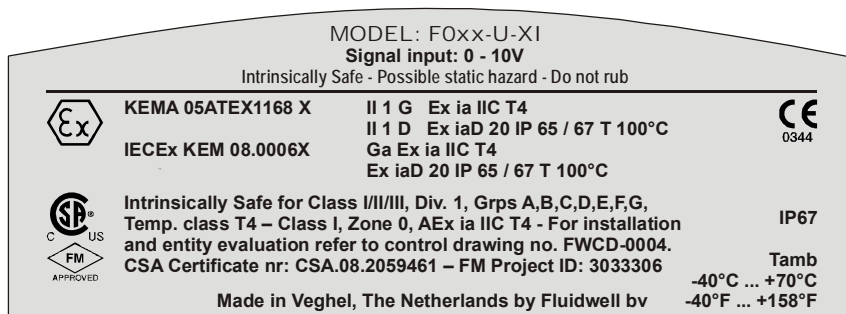 MODEL: F0xx-U-XI
Signal input: 0 - 10V
Intrinsically Safe - Possible static hazard - Do not rub
Ex
KEMA 05ATEX1168 X II 1 G Ex ia IIC T4
II 1 D Ex iaD 20 IP 65 / 67 T 100°C
IECEx KEM 08.0006X Ga Ex ia IIC T4
Ex iaD 20 IP 65 / 67 T 100°C
CE
0344
SA ®
C US
FM
APPROVED
Intrinsically Safe for Class I/II/III, Div. 1, Grps A,B,C,D,E,F,G,
Temp. class T4 – Class I, Zone 0, AEx ia IIC T4 - For installation
and entity evaluation refer to control drawing no. FWCD-0004.
CSA Certificate nr: CSA.08.2059461 – FM Project ID: 3033306
IP67
Tamb
-40°C ... +70°C
-40°F ... +158°F
Made in Veghel, The Netherlands by Fluidwell bv